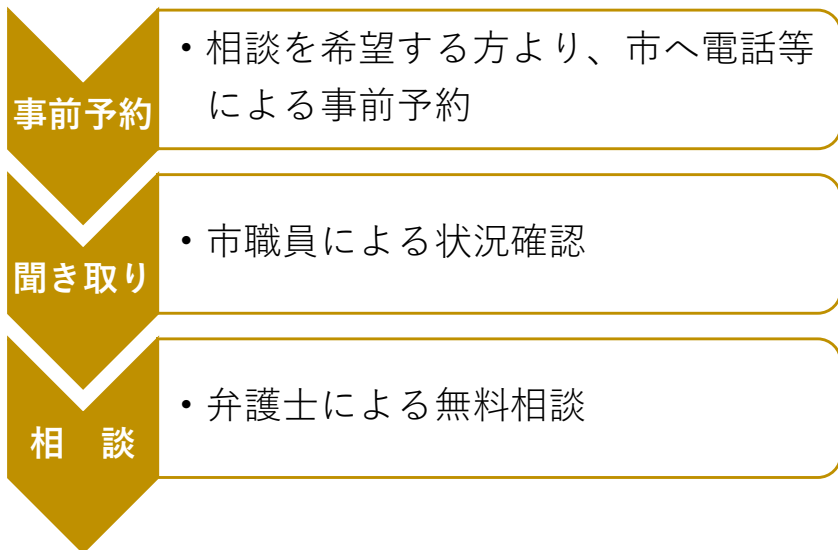 事前予約
・相談を希望する方より、市へ電話等
による事前予約
聞き取り
・市職員による状況確認
相　談
・弁護士による無料相談